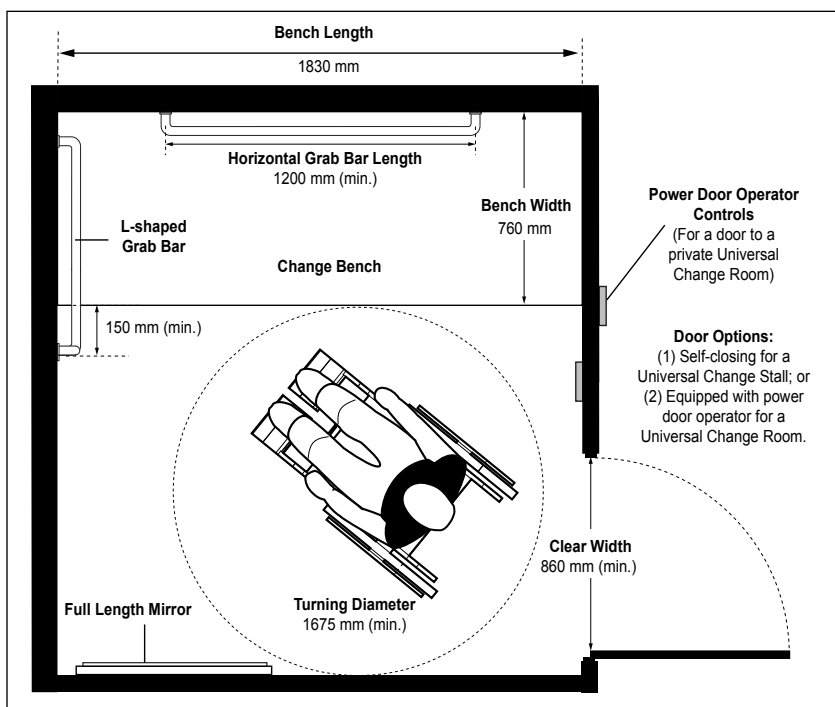 Bench Length
1830 mm
Horizontal Grab Bar Length
1200 mm (min.)
Bench Width
760 mm
L-shaped
Grab Bar
Change Bench
150 mm (min.)
Power Door Operator
Controls
(For a door to a
private Universal
Change Room)
Door Options:
(1) Self-closing for a
Universal Change Stall; or
(2) Equipped with power
door operator for a
Universal Change Room.
Clear Width
860 mm (min.)
Turning Diameter
1675 mm (min.)
Full Length Mirror